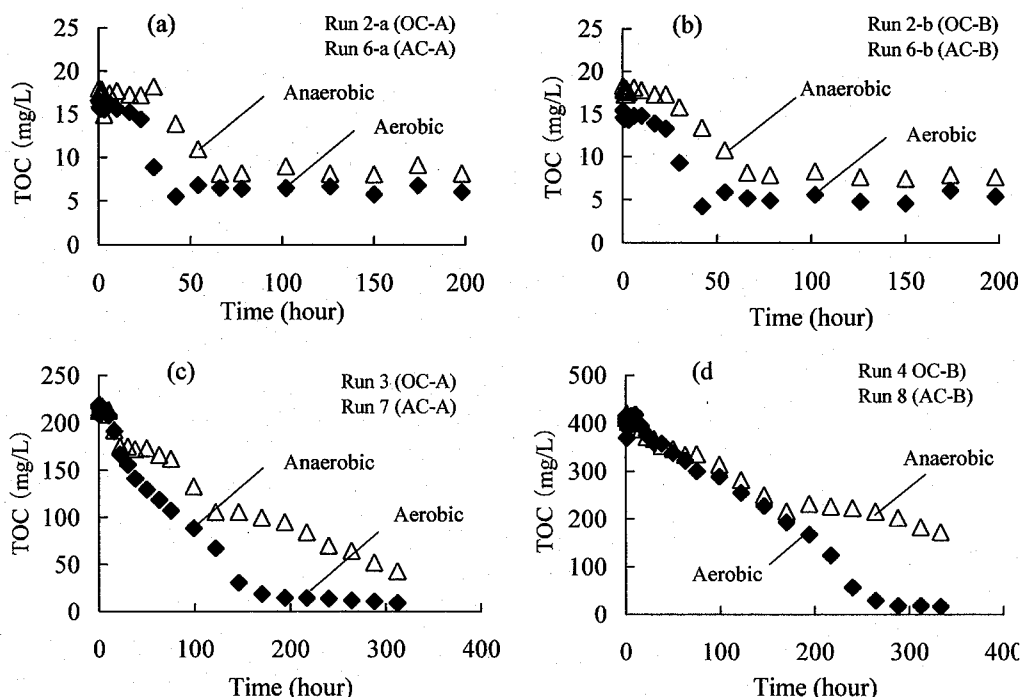 (a)
Run 2-a (OC-A)
Run 6-a (AC-A)
25
20
15
10
5
0
TOC (mg/L)
Anaerobic
Aerobic
0 50 100 150 200
Time (hour)
(b)
Run 2-b (OC-B)
Run 6-b (AC-B)
25
20
15
10
5
0
TOC (mg/L)
Anaerobic
Aerobic
0 50 100 150 200
Time (hour)
(c)
Run 3 (OC-A)
Run 7 (AC-A)
250
200
150
100
50
0
TOC (mg/L)
Anaerobic
Aerobic
0 100 200 300 400
Time (hour)
(d
Run 4 OC-B)
Run 8 (AC-B)
500
400
300
200
100
0
TOC (mg/L)
Anaerobic
Aerobic
0 100 200 300 400
Time (hour)